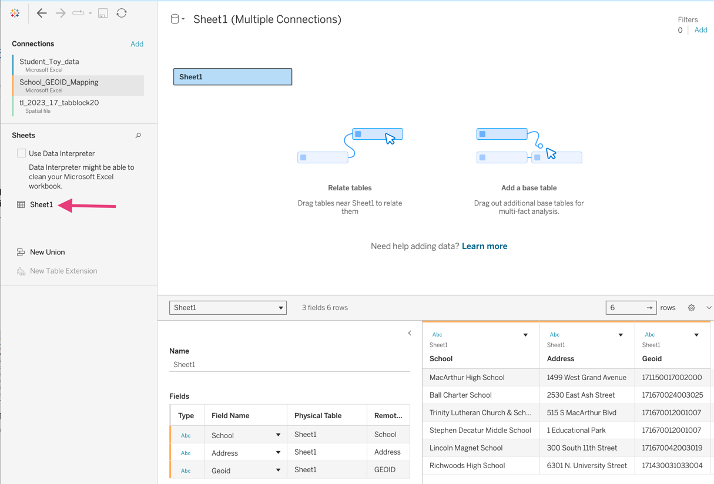 Sheet1 (Multiple Connections)
Filters
0 | Add
Connections
Add
Student_Toy_data
Microsoft Excel
School_GEOID_Mapping
Microsoft Excel
tl_2023_17_tabblock20
Spatial file
Sheets
Use Data Interpreter
Data Interpreter might be able to
clean your Microsoft Excel
workbook.
Sheet1
New Union
New Table Extension
Sheet1
Relate tables
Drag tables near Sheet1 to relate
them
Add a base table
Drag out additional base tables for
multi-fact analysis.
Need help adding data? Learn more
Sheet1
3 fields 6 rows
6
rows
Name
Sheet1
Fields
Type Field Name Physical Table Remot...
Abc School Sheet1 School
Abc Address Sheet1 Address
Abc Geoid Sheet1 GEOID
Abc Abc Abc
Sheet1 Sheet1 Sheet1
School Address Geoid
MacArthur High School 1499 West Grand Avenue 171150017002000
Ball Charter School 2530 East Ash Street 171670024003025
Trinity Lutheran Church & Sch... 515 S MacArthur Blvd 171670012001007
Stephen Decatur Middle School 1 Educational Park 171670012001007
Lincoln Magnet School 300 South 11th Street 171670042003019
Richwoods High School 6301 N. University Street 171430031033004